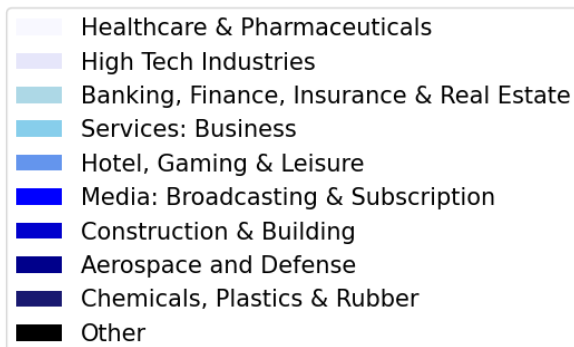 Healthcare & Pharmaceuticals
High Tech Industries
Banking, Finance, Insurance & Real Estate
Services: Business
Hotel, Gaming & Leisure
Media: Broadcasting & Subscription
Construction & Building
Aerospace and Defense
Chemicals, Plastics & Rubber
Other